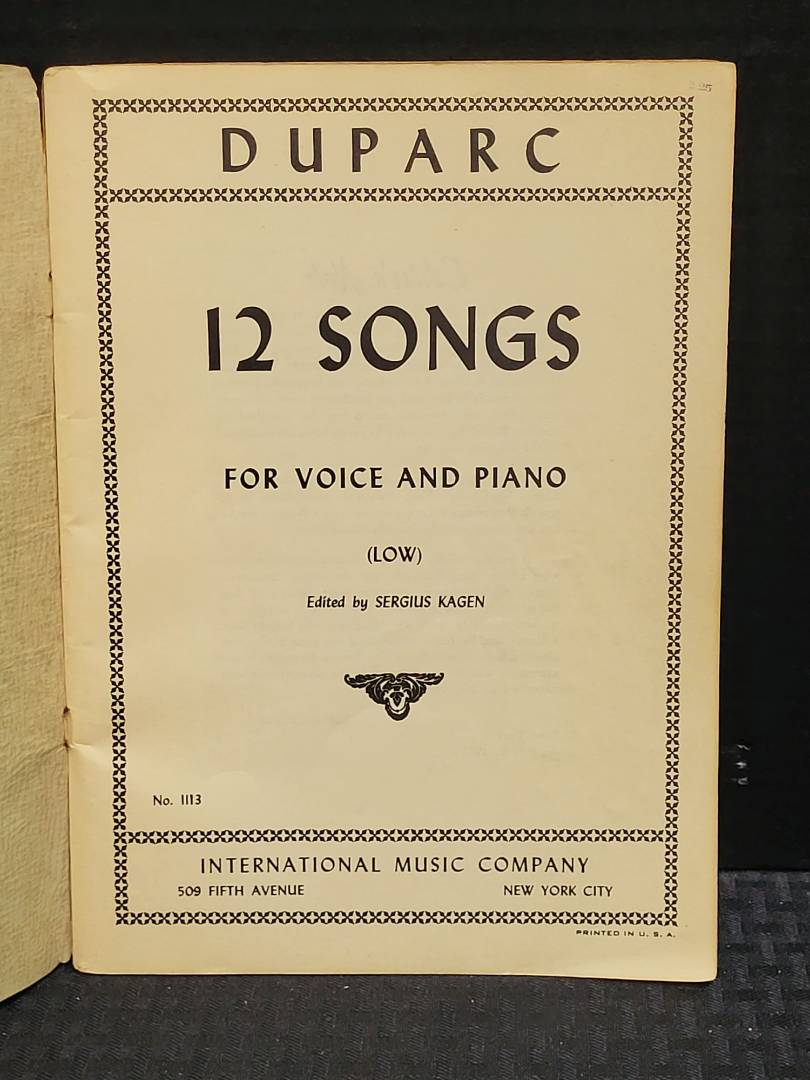 DUPARC
12 SONGS
FOR VOICE AND PIANO
(LOW)
Edited by SERGIUS KAGEN
No. 1113
INTERNATIONAL MUSIC COMPANY
509 FIFTH AVENUE NEW YORK CITY
PRINTED IN U. S. A.